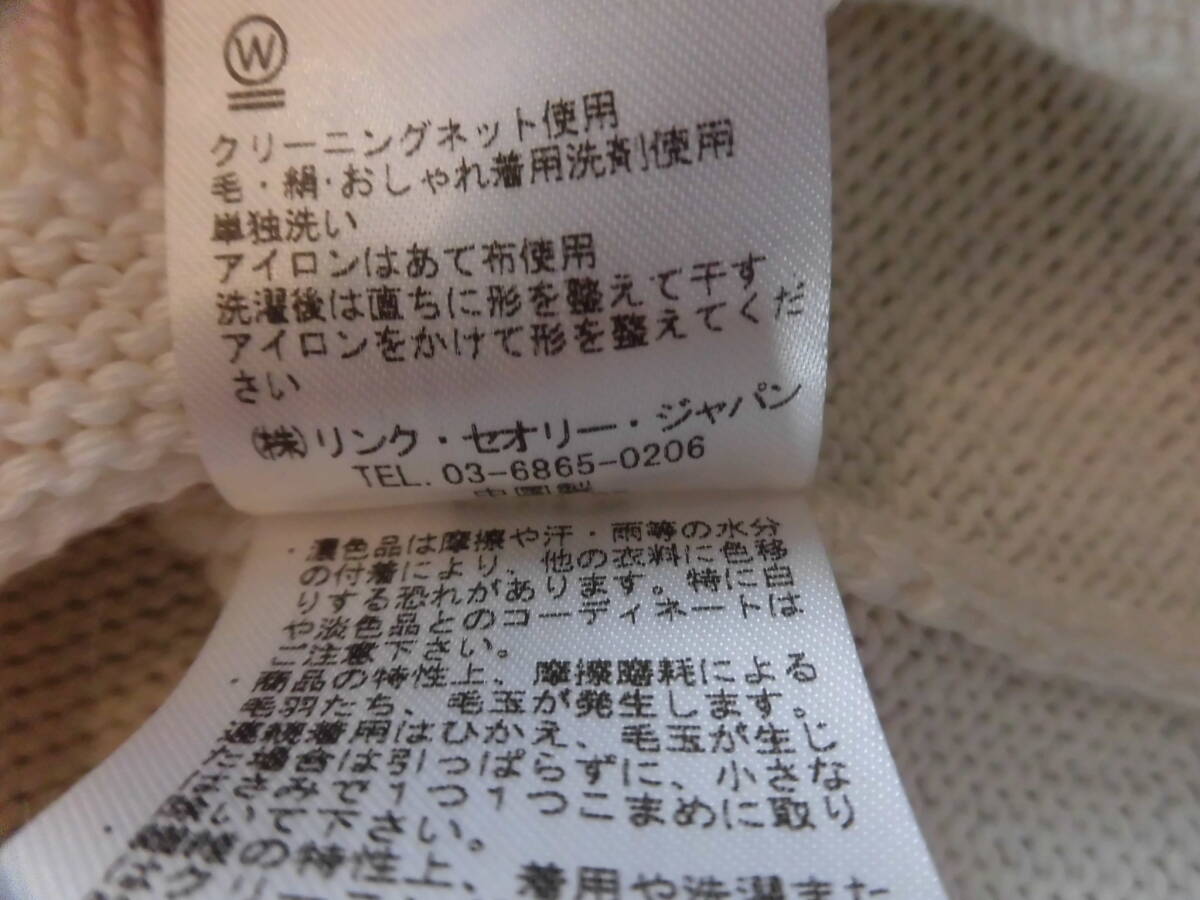 W
クリーニングネット使用
毛・絹・おしゃれ着用洗剤使用
単独洗い
アイロンはあて布使用
洗濯後は直ちに形を整えて干す
アイロンをかけて形を整えてくだ
さい
㈱リンク・セオリー・ジャパン
TEL. 03-6865-0206
中国製
・濃色品は摩擦や汗・雨等の水分
の付着により、他の衣料に色移
りする恐れがあります。特に白
や淡色品とのコーディネートは
ご注意下さい。
・商品の特性上、摩擦磨耗による
毛羽たち、毛玉が発生します。
連続着用はひかえ、毛玉が生じ
た場合は引っぱらずに、小さな
はさみで1つ1つこまめに取り
除いて下さい。
の特性上、着用や洗濯また